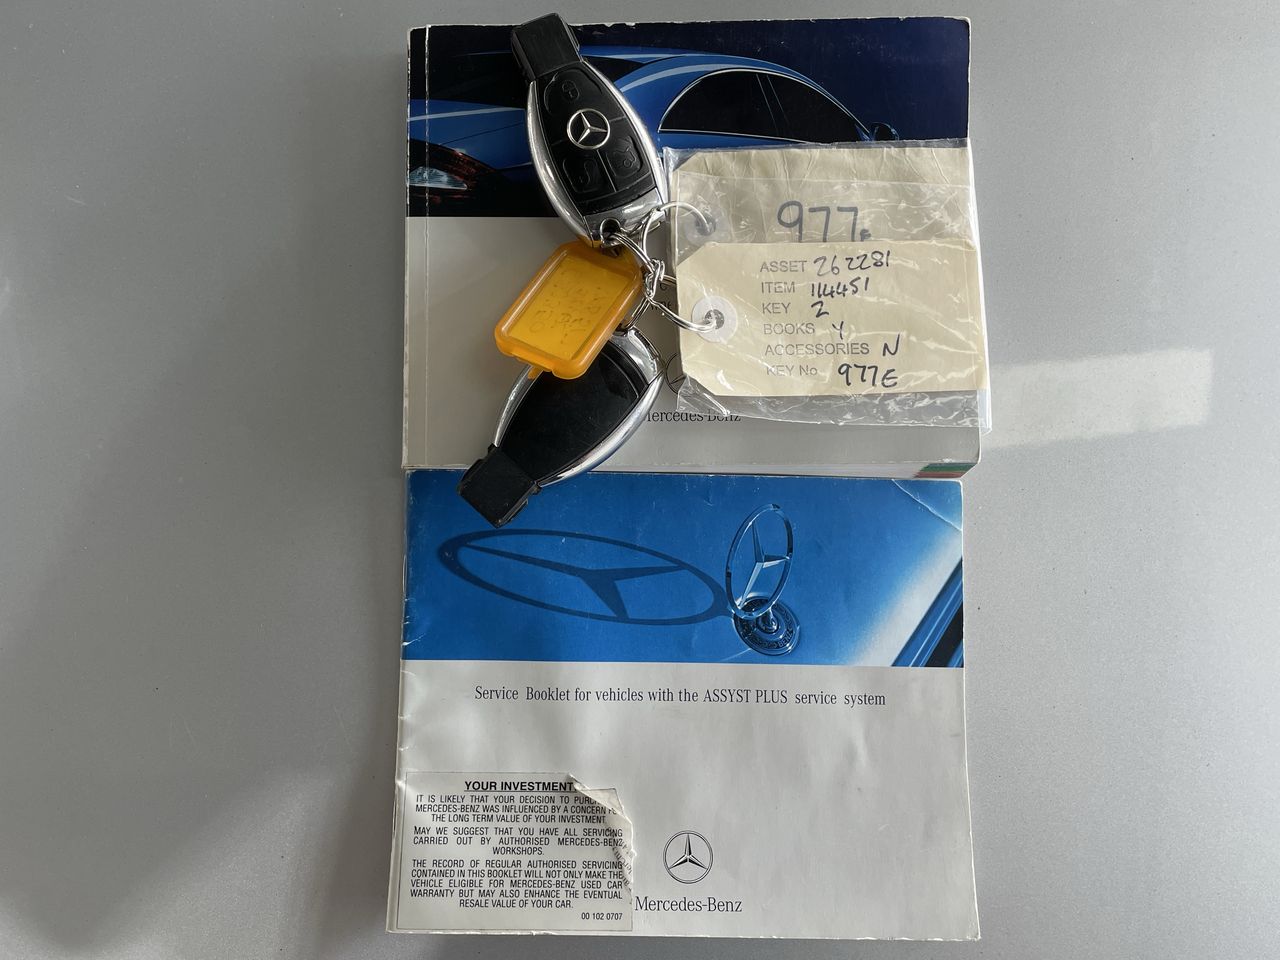 977E
ASSET 262281
ITEM 114451
KEY 2
BOOKS Y
ACCESSORIES N
KEY No 977E
Mercedes-Benz
Service Booklet for vehicles with the ASSYST PLUS service system
YOUR INVESTMENT
IT IS LIKELY THAT YOUR DECISION TO
MERCEDES-BENZ WAS INFLUENCED BY A CONCERN
THE LONG TERM VALUE OF YOUR INVESTMENT.
MAY WE SUGGEST THAT YOU HAVE ALL SERVICING
CARRIED OUT BY AUTHORISED MERCEDES-BENZ
WORKSHOPS.
THE RECORD OF REGULAR AUTHORISED SERVICING
CONTAINED IN THIS BOOKLET WILL NOT ONLY MAKE THE
VEHICLE ELIGIBLE FOR MERCEDES-BENZ USED CAR
WARRANTY BUT MAY ALSO ENHANCE THE EVENTUAL
RESALE VALUE OF YOUR CAR.
00 102 0707
Mercedes-Benz